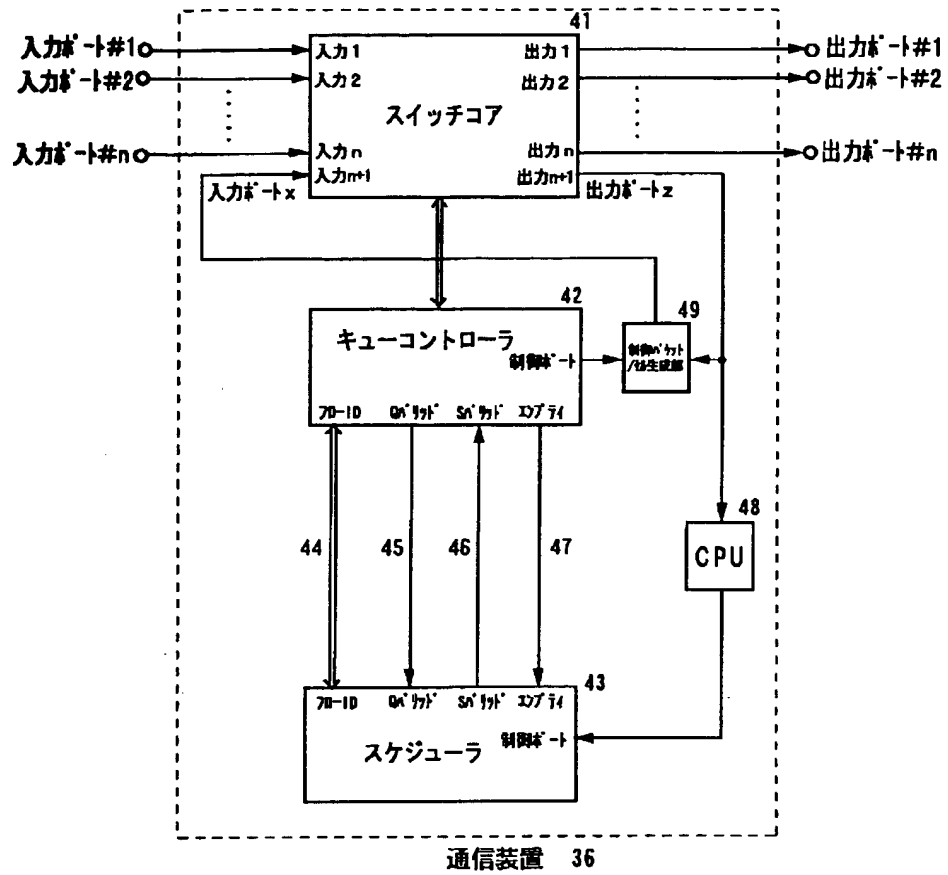 41
入力ポート#1
入力1
出力1
出力ポート#1
入力ポート#2
入力2
出力2
出力ポート#2
スイッチコア
入力ポート#n
入力n
出力n
出力ポート#n
入力n+1
出力n+1
入力ポートx
出力ポートz
42
49
キューコントローラ
制御ポート
制御パケット
/セル生成部
フローID
Qバリッド
Sバリッド
エンプティ
48
CPU
44
45
46
47
43
フローID
Qバリッド
Sバリッド
エンプティ
制御ポート
スケジューラ
通信装置 36